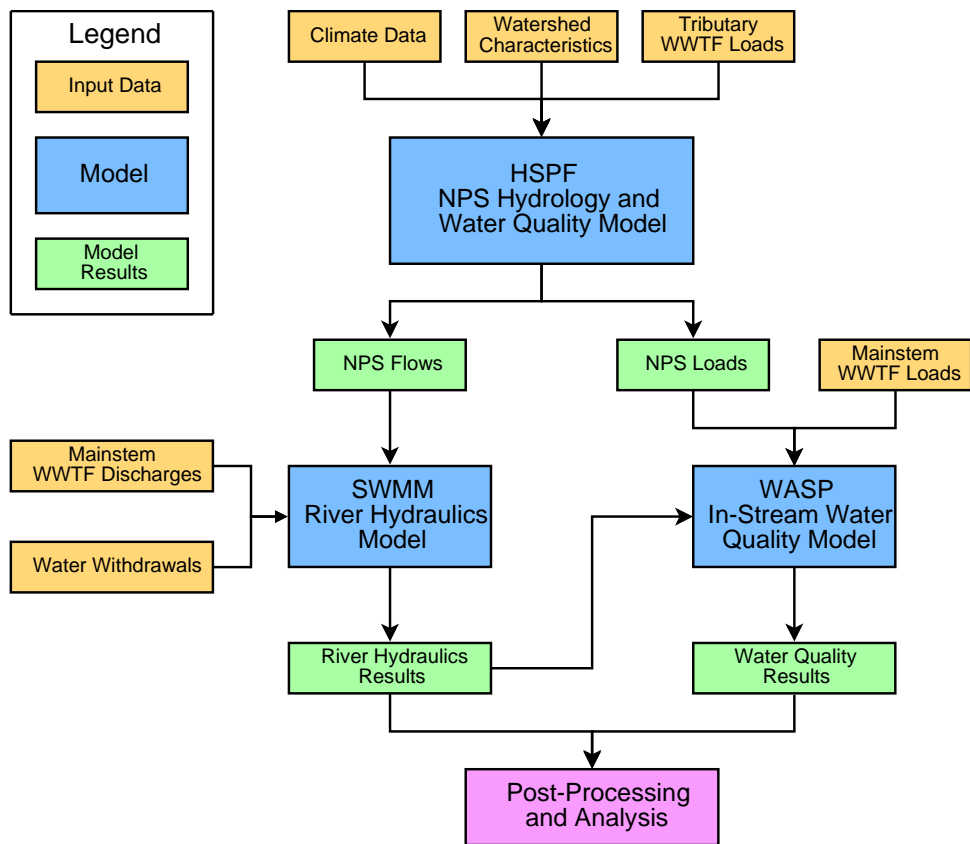 Legend
Input Data
Model
Model
Results
Climate Data
Watershed
Characteristics
Tributary
WWTF Loads
HSPF
NPS Hydrology and
Water Quality Model
NPS Flows
NPS Loads
Mainstem
WWTF Loads
Mainstem
WWTF Discharges
Water Withdrawals
SWMM
River Hydraulics
Model
WASP
In-Stream Water
Quality Model
River Hydraulics
Results
Water Quality
Results
Post-Processing
and Analysis